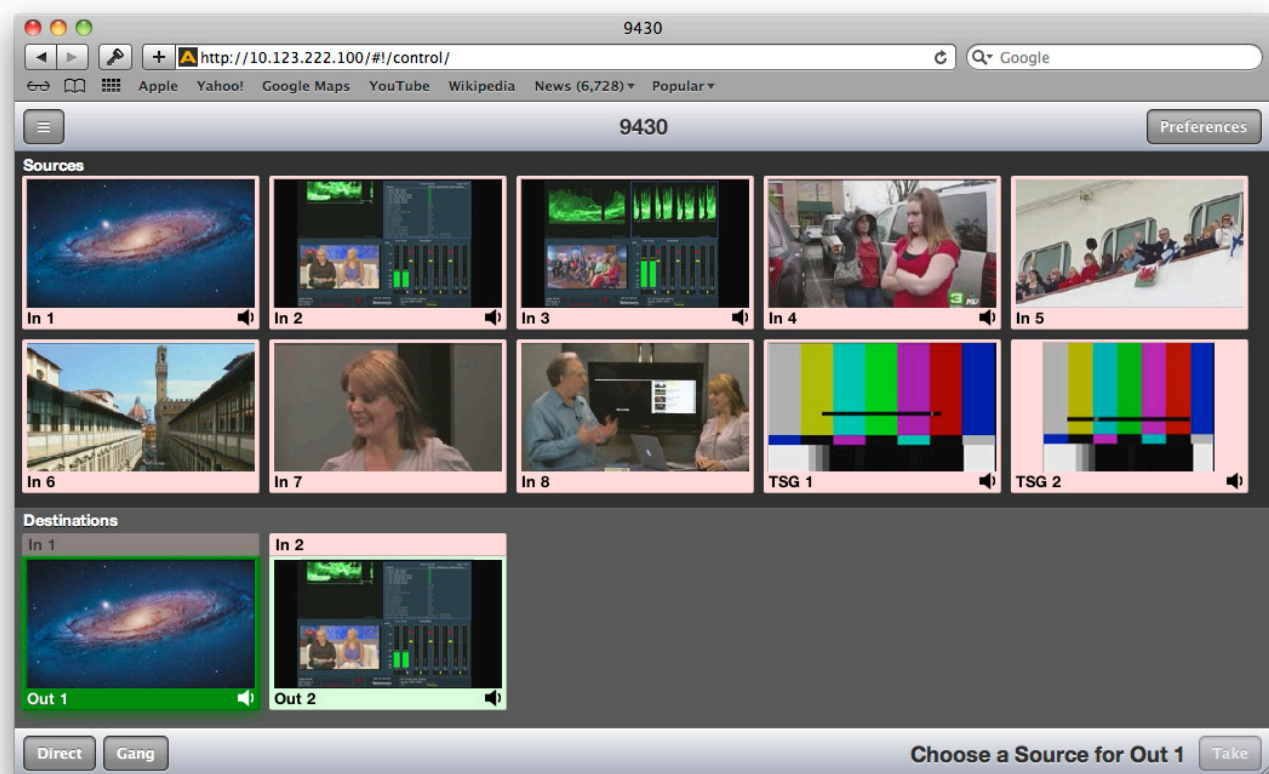 9430
http://10.123.222.100/#!/control/
Google
Apple Yahoo! Google Maps YouTube Wikipedia News (6,728) Popular
9430
Preferences
Sources
In 1
In 2
In 3
In 4
In 5
In 6
In 7
In 8
TSG 1
TSG 2
Destinations
In 1
In 2
Out 1
Out 2
Direct
Gang
Choose a Source for Out 1
Take